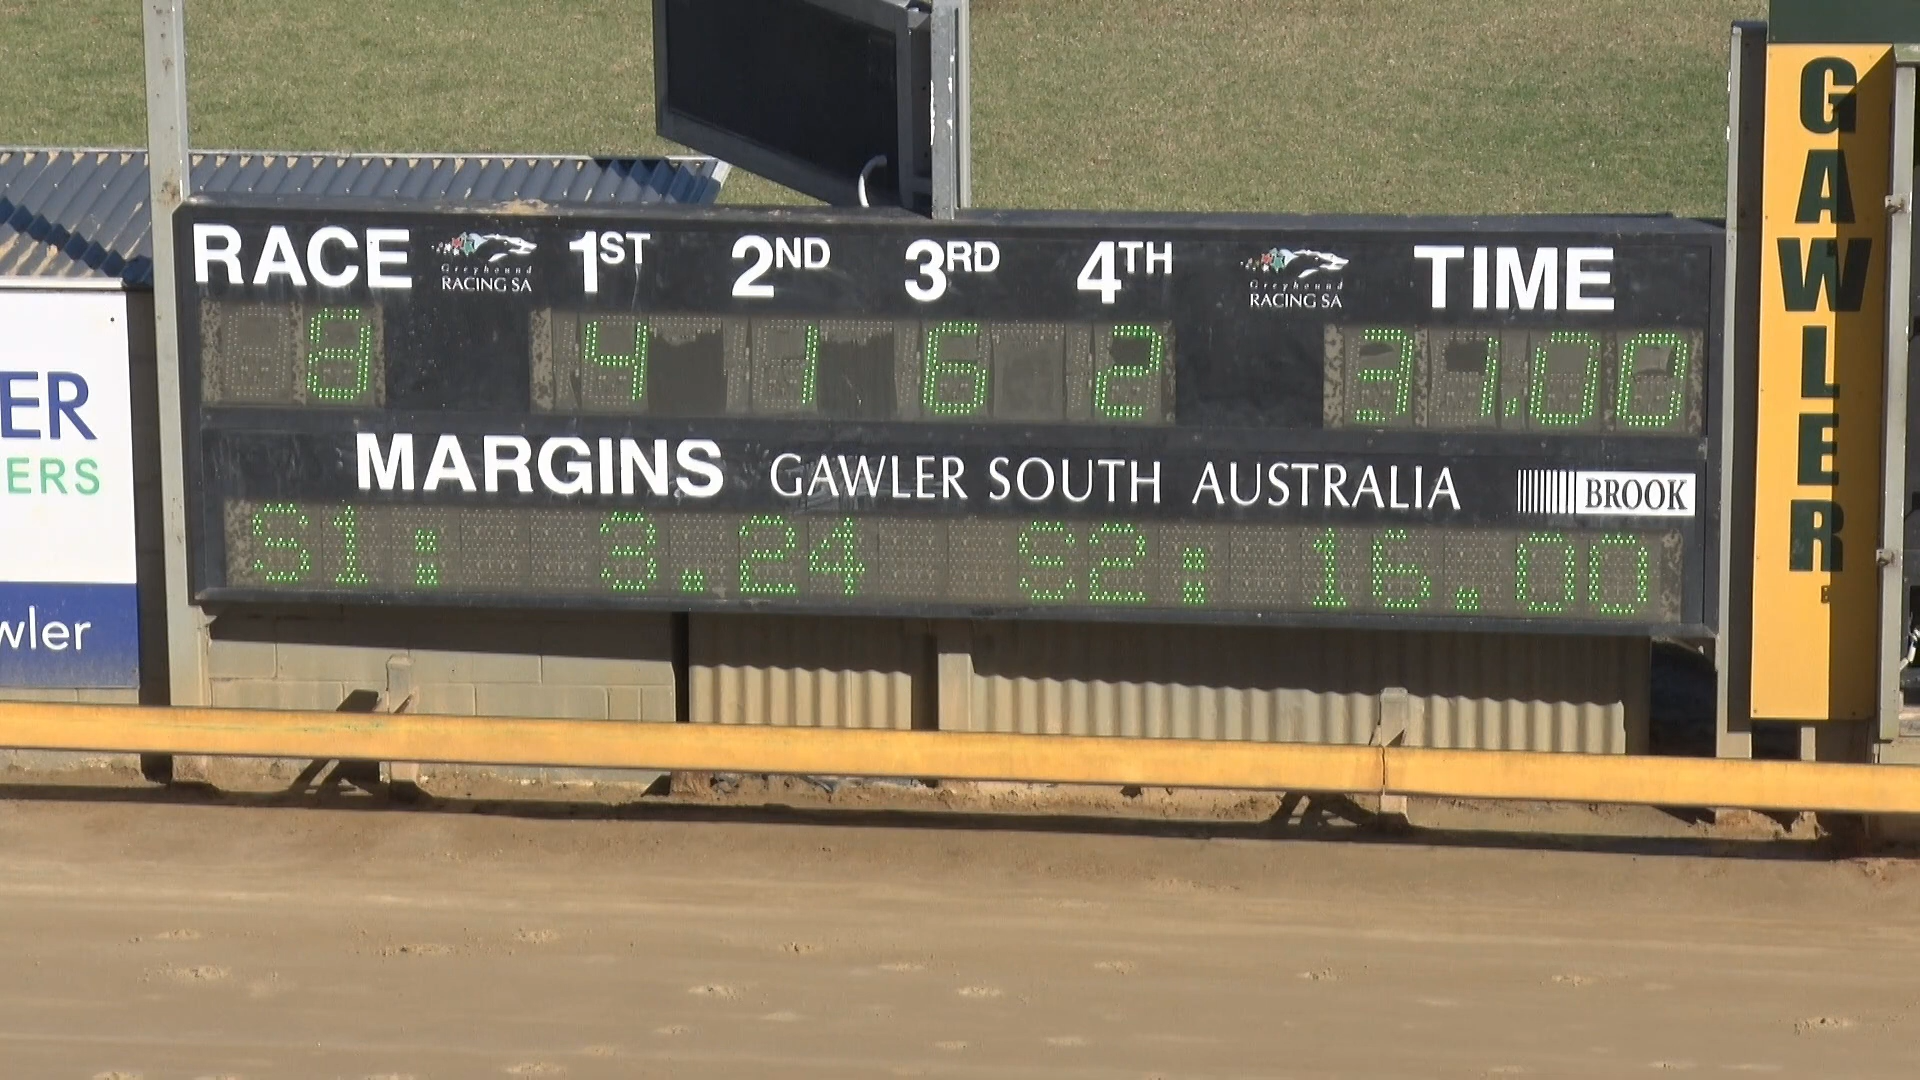 RACE 1ST 2ND 3RD 4TH TIME
Greyhound RACING SA
Greyhound RACING SA
8 4 1 6 2 31.00
MARGINS GAWLER SOUTH AUSTRALIA BROOK
S1: 3.24 S2: 16.00
GAWLER
ER
ERS
wler